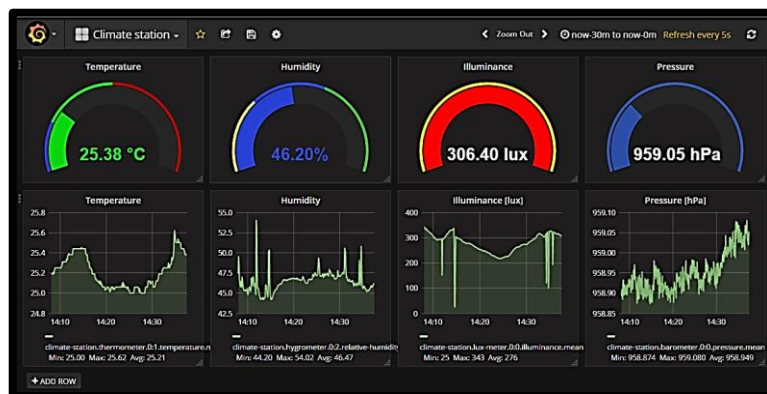 Climate station
Zoom Out
now-30m to now-0m Refresh every 5s
Temperature
25.38 °C
Humidity
46.20%
Illuminance
306.40 lux
Pressure
959.05 hPa
Temperature
25.8
25.6
25.4
25.2
25.0
24.8
14:10 14:20 14:30
climate-station.thermometer.0:1.temperature.m
Min: 25.00 Max: 25.62 Avg: 25.21
Humidity
55.0
52.5
50.0
47.5
45.0
42.5
14:10 14:20 14:30
climate-station.hygrometer.0:2.relative-humidity
Min: 44.20 Max: 54.02 Avg: 46.47
Illuminance [lux]
400
300
200
100
0
14:10 14:20 14:30
climate-station.lux-meter.0:0.illuminance.mean
Min: 25 Max: 343 Avg: 276
Pressure [hPa]
959.10
959.05
959.00
958.95
958.90
958.85
14:10 14:20 14:30
climate-station.barometer.0:0.pressure.mean
Min: 958.874 Max: 959.080 Avg: 958.949
+ ADD ROW